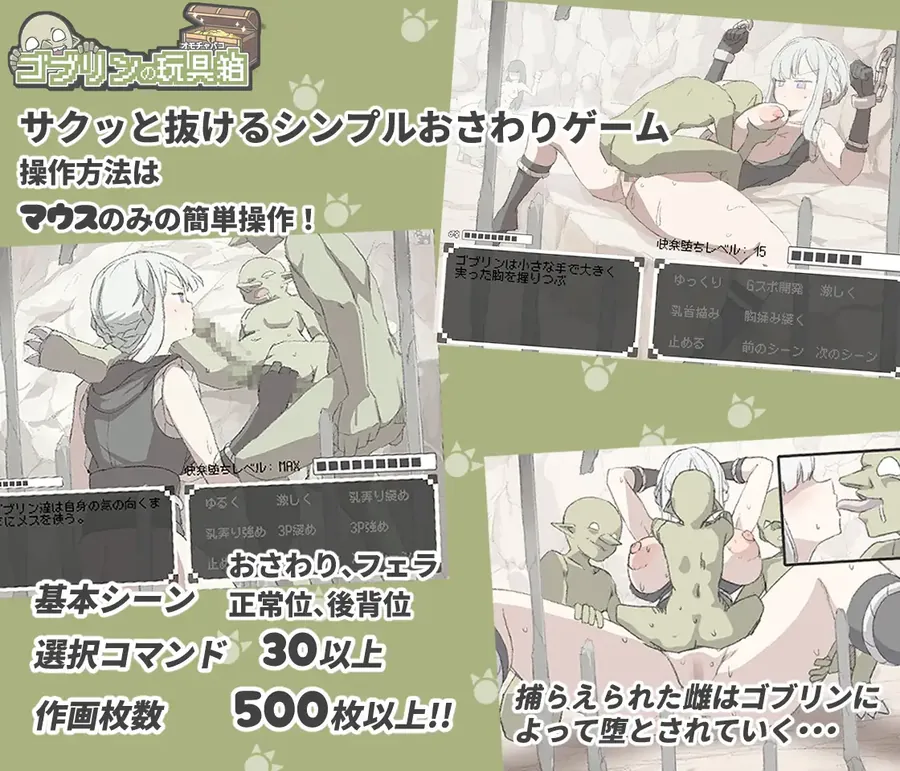 オモチャバコ
ゴブリンの玩具箱
サクッと抜けるシンプルおさわりゲーム
操作方法は
マウスのみの簡単操作！
快楽堕ちレベル: 15
ゴブリンは小さな手で大きく
実った胸を握りつぶ
ゆっくり Gスポ開発 激しく
乳首摘み 胸揉み緩く
止める 前のシーン 次のシーン
快楽堕ちレベル: MAX
ゴブリン達は自身の気の向くま
まにメスを使う。
ゆるく 激しく 乳弄り緩め
乳弄り強め 3P緩め 3P強め
基本シーン おさわり、フェラ
正常位、後背位
選択コマンド 30以上
作画枚数 500枚以上!!
捕らえられた雌はゴブリンに
よって堕とされていく・・・